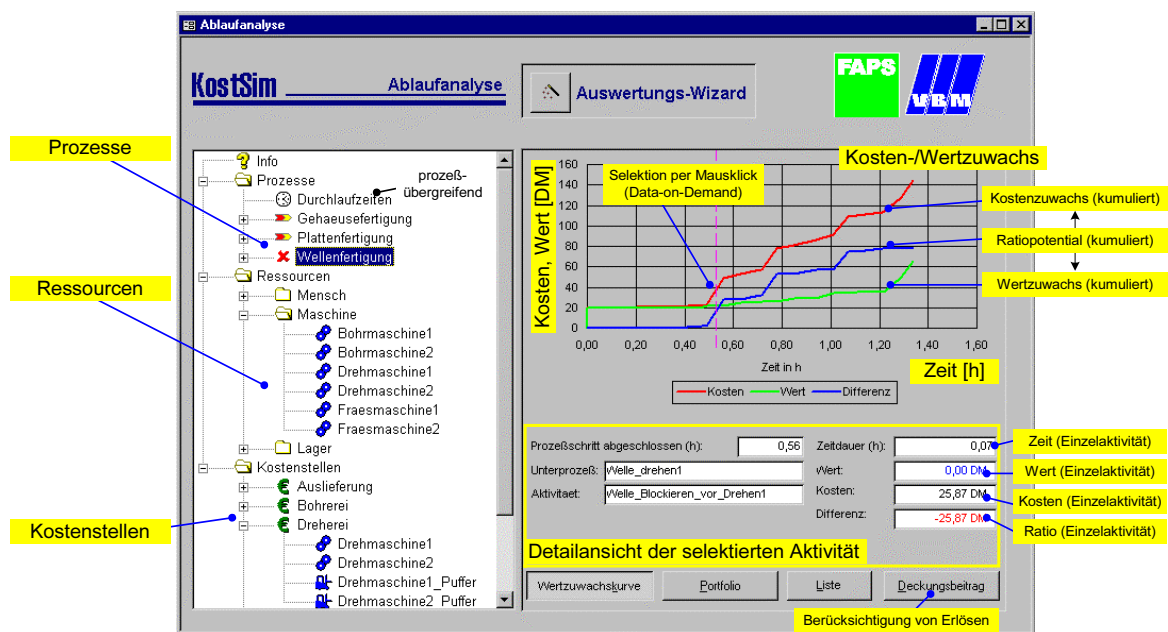 Ablaufanalyse
KostSim
Ablaufanalyse
Auswertungs-Wizard
FAPS
VBM
Prozesse
Ressourcen
Kostenstellen
Info
Prozesse
prozeß-
übergreifend
Durchlaufzeiten
Gehaeusefertigung
Plattenfertigung
Wellenfertigung
Ressourcen
Mensch
Maschine
Bohrmaschine1
Bohrmaschine2
Drehmaschine1
Drehmaschine2
Fraesmaschine1
Fraesmaschine2
Lager
Kostenstellen
Auslieferung
Bohrerei
Dreherei
Drehmaschine1
Drehmaschine2
Drehmaschine1_Puffer
Drehmaschine2_Puffer
Kosten, Wert [DM]
160
140
120
100
80
60
40
20
0
0,00 0,20 0,40 0,60 0,80 1,00 1,20 1,40 1,60
Zeit in h
Zeit [h]
Kosten Wert Differenz
Selektion per Mausklick
(Data-on-Demand)
Kosten-/Wertzuwachs
Kostenzuwachs (kumuliert)
Ratiopotential (kumuliert)
Wertzuwachs (kumuliert)
Prozeßschritt abgeschlossen (h): 0,56 Zeitdauer (h): 0,07
Unterprozeß: Welle_drehen1 Wert: 0,00 DM
Aktivitaet: Welle_Blockieren_vor_Drehen1 Kosten: 25,87 DM
Differenz: -25,87 DM
Detailansicht der selektierten Aktivität
Zeit (Einzelaktivität)
Wert (Einzelaktivität)
Kosten (Einzelaktivität)
Ratio (Einzelaktivität)
Wertzuwachskurve Portfolio Liste Deckungsbeitrag
Berücksichtigung von Erlösen